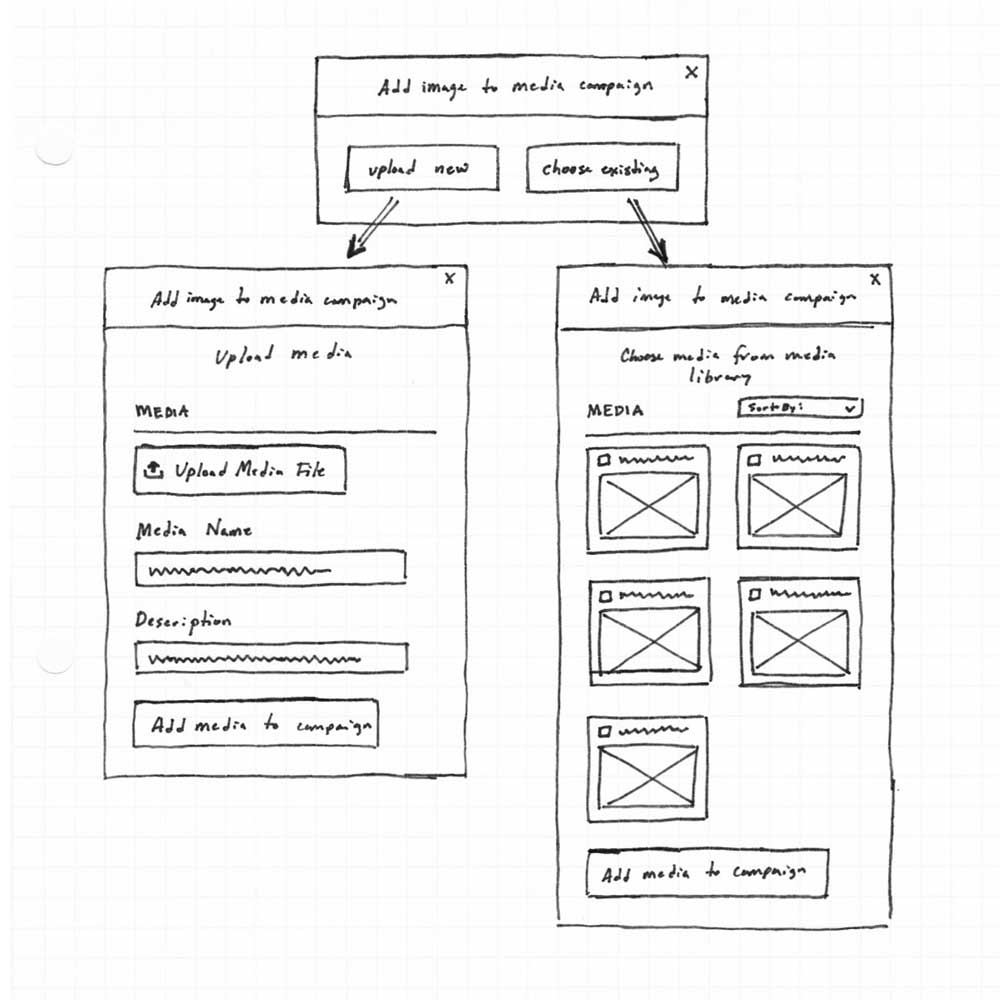 Add image to media campaign
X
upload new
choose existing
Add image to media campaign
X
Upload media
MEDIA
Upload Media File
Media Name
Description
Add media to campaign
Add image to media campaign
X
Choose media from media
library
MEDIA
Sort By:
Add media to campaign